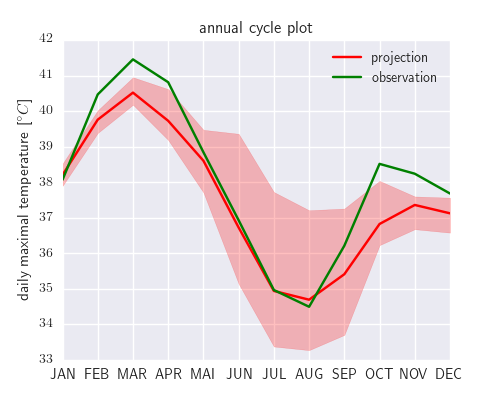 annual cycle plot
projection
observation
daily maximal temperature [°C]
42
41
40
39
38
37
36
35
34
33
JAN FEB MAR APR MAI JUN JUL AUG SEP OCT NOV DEC